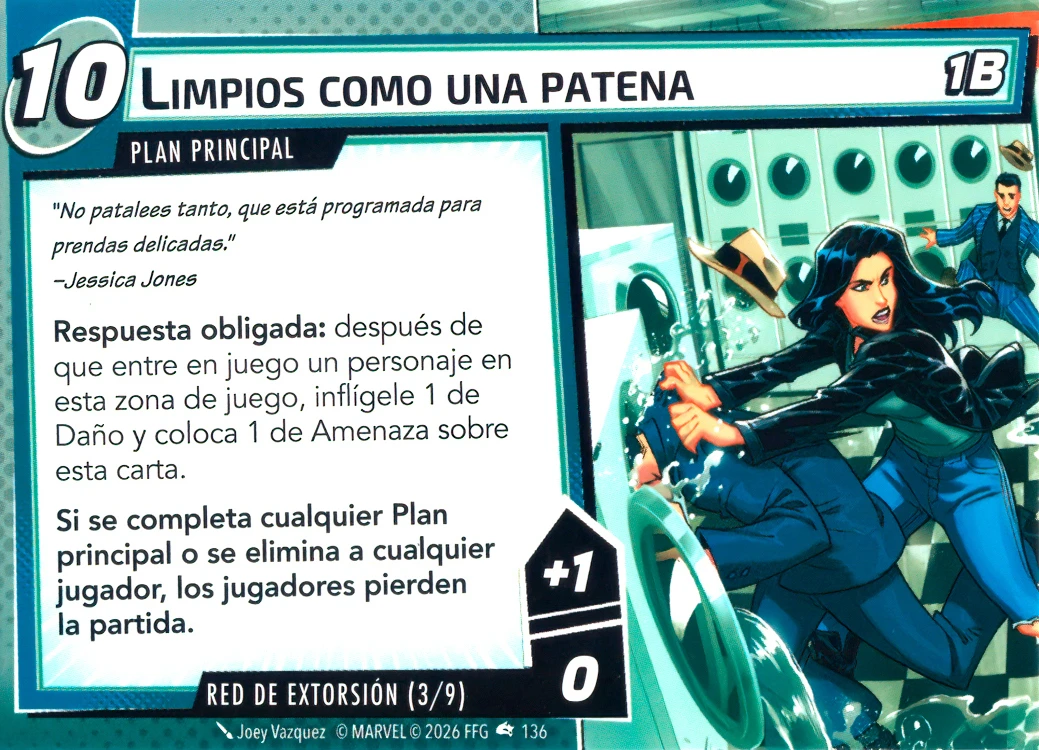 10
LIMPIOS COMO UNA PATENA
1B
PLAN PRINCIPAL
"No patalees tanto, que está programada para
prendas delicadas."
–Jessica Jones
Respuesta obligada: después de
que entre en juego un personaje en
esta zona de juego, inflígele 1 de
Daño y coloca 1 de Amenaza sobre
esta carta.
Si se completa cualquier Plan
principal o se elimina a cualquier
jugador, los jugadores pierden
la partida.
+1
0
RED DE EXTORSIÓN (3/9)
Joey Vazquez © MARVEL © 2026 FFG 136